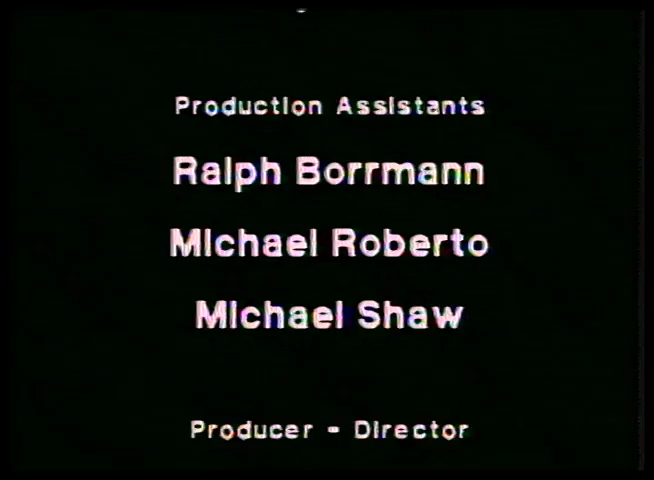 Production Assistants
Ralph Borrmann
Michael Roberto
Michael Shaw
Producer - Director